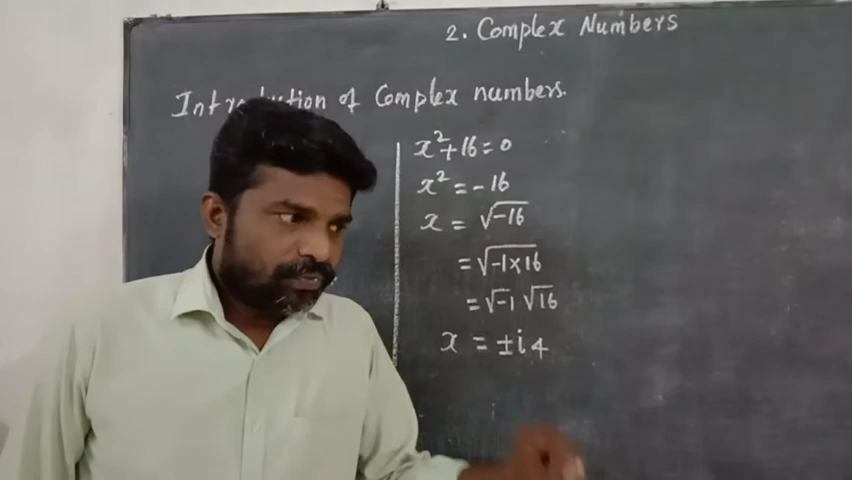 2. Complex Numbers
Introduction of Complex numbers.
x²+16=0
x²=-16
x = √-16
= √-1×16
= √-1 √16
x = ±i4